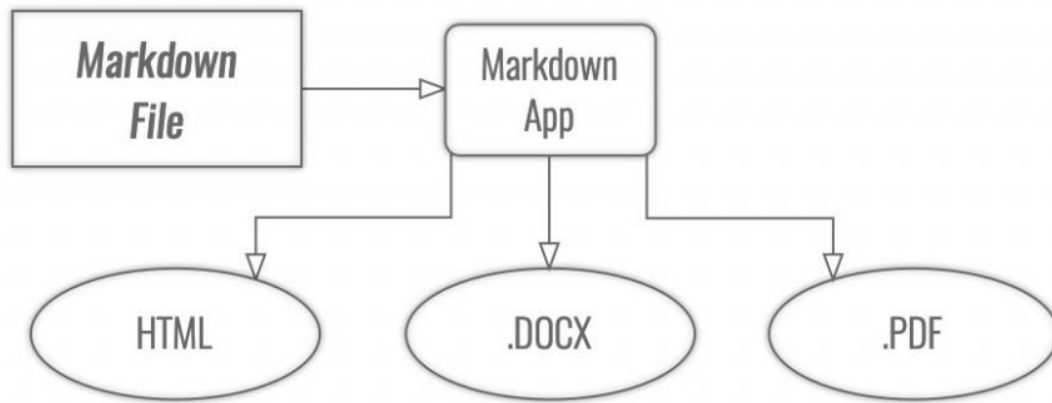 Markdown
File
Markdown
App
HTML
.DOCX
.PDF